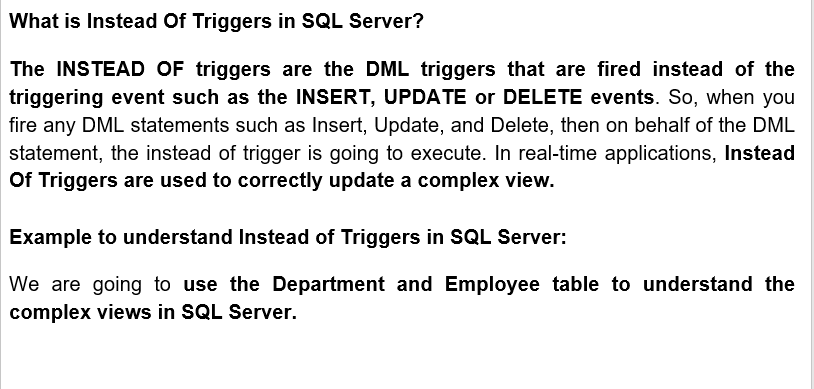 What is Instead Of Triggers in SQL Server?
The INSTEAD OF triggers are the DML triggers that are fired instead of the
triggering event such as the INSERT, UPDATE or DELETE events. So, when you
fire any DML statements such as Insert, Update, and Delete, then on behalf of the DML
statement, the instead of trigger is going to execute. In real-time applications, Instead
Of Triggers are used to correctly update a complex view.
Example to understand Instead of Triggers in SQL Server:
We are going to use the Department and Employee table to understand the
complex views in SQL Server.